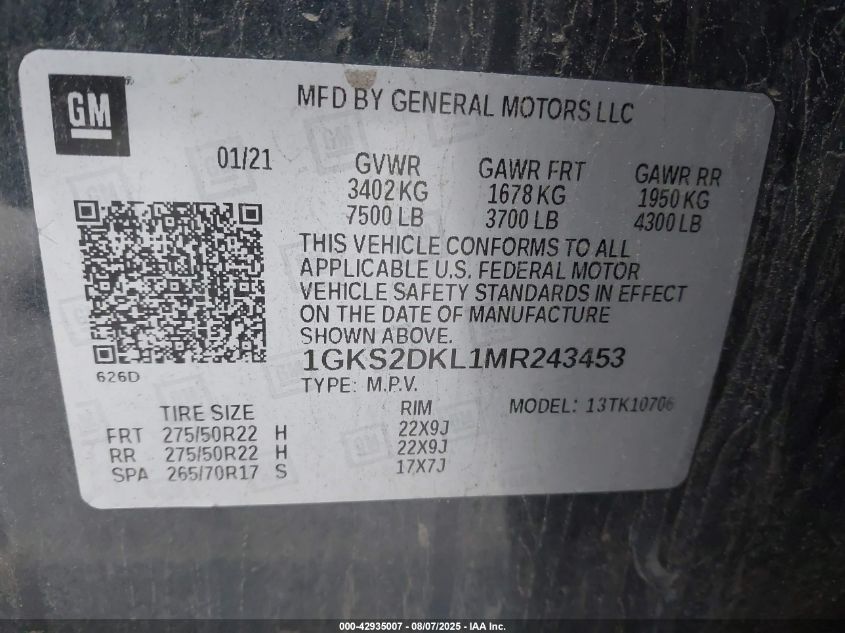 GM
MFD BY GENERAL MOTORS LLC
01/21
GVWR GAWR FRT GAWR RR
3402 KG 1678 KG 1950 KG
7500 LB 3700 LB 4300 LB
THIS VEHICLE CONFORMS TO ALL
APPLICABLE U.S. FEDERAL MOTOR
VEHICLE SAFETY STANDARDS IN EFFECT
ON THE DATE OF MANUFACTURE
SHOWN ABOVE.
1GKS2DKL1MR243453
626D
TYPE: M.P.V.
TIRE SIZE RIM MODEL: 13TK10706
FRT 275/50R22 H 22X9J
RR 275/50R22 H 22X9J
SPA 265/70R17 S 17X7J
000-42935007 - 08/07/2025 - IAA Inc.